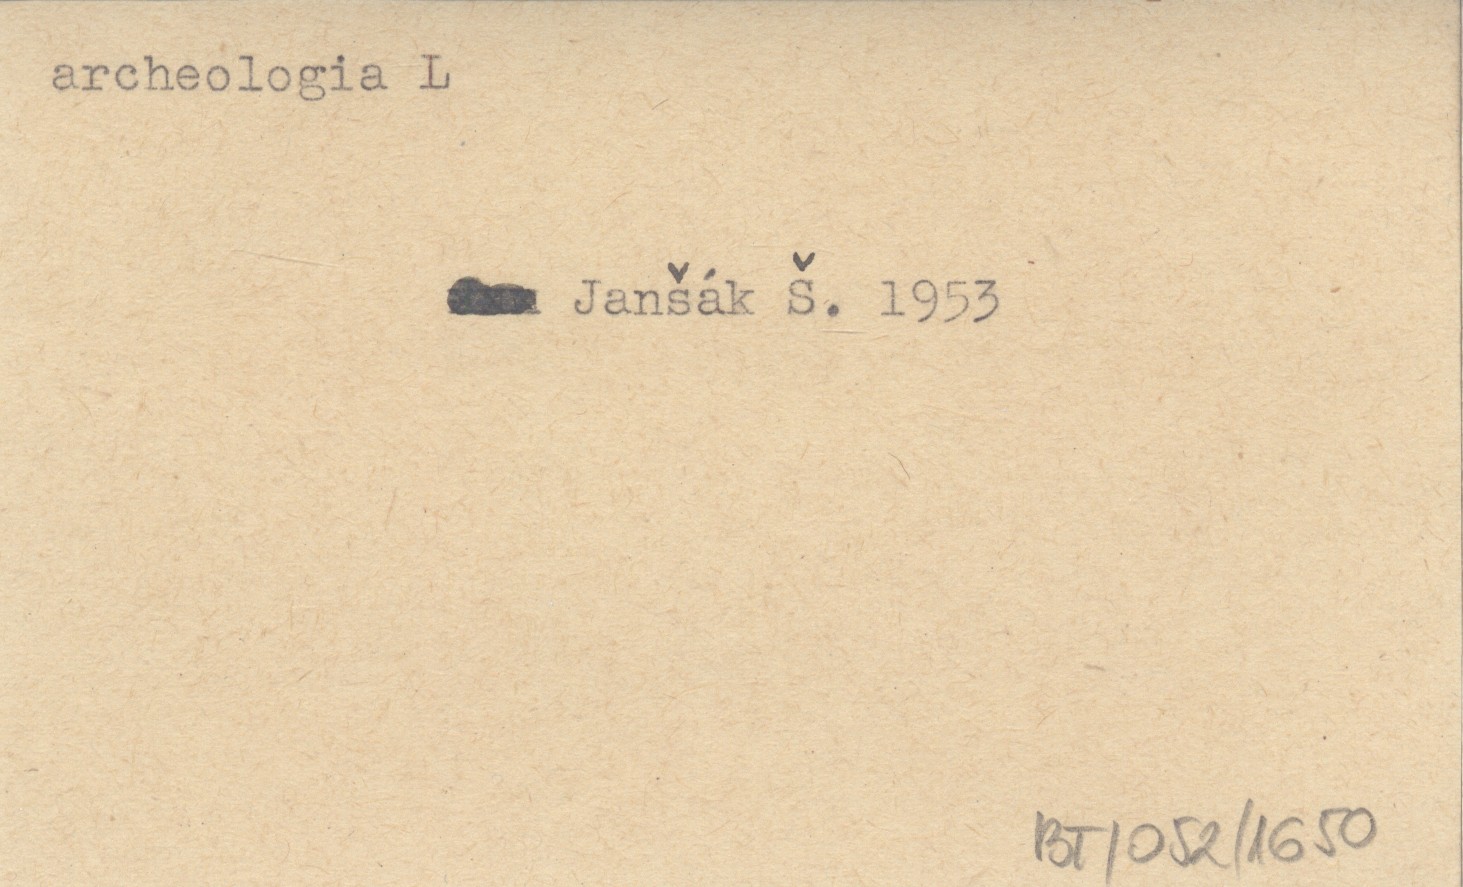 archeologia L
Janšák Š. 1953
BT/052/1650